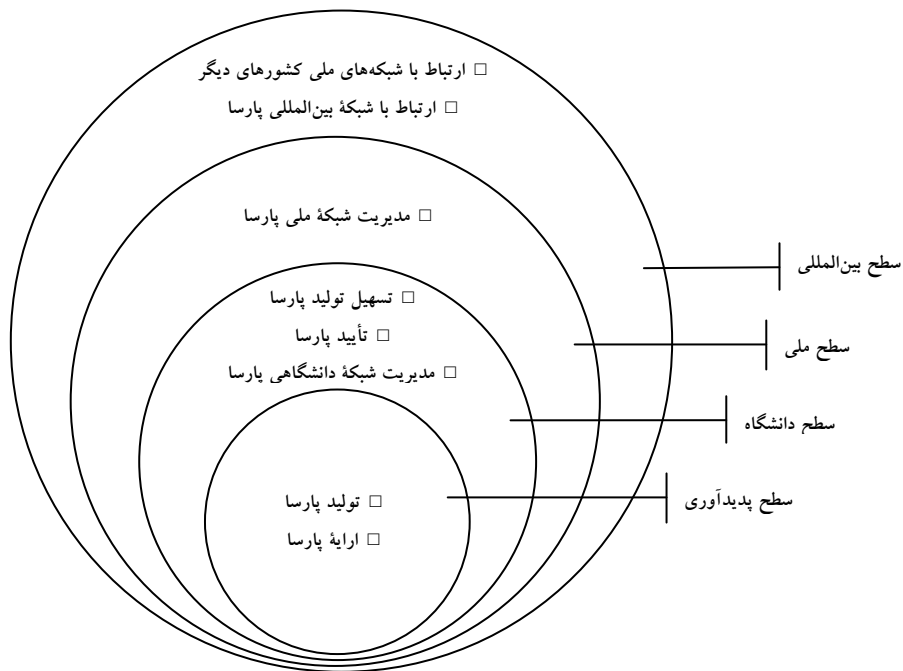 □ ارتباط با شبکه‌های ملی کشورهای دیگر
□ ارتباط با شبکهٔ بین‌المللی پارسا
□ مدیریت شبکهٔ ملی پارسا
سطح بین‌المللی
□ تسهیل تولید پارسا
□ تأیید پارسا
سطح ملی
□ مدیریت شبکهٔ دانشگاهی پارسا
سطح دانشگاه
□ تولید پارسا
سطح پدیدآوری
□ ارایهٔ پارسا